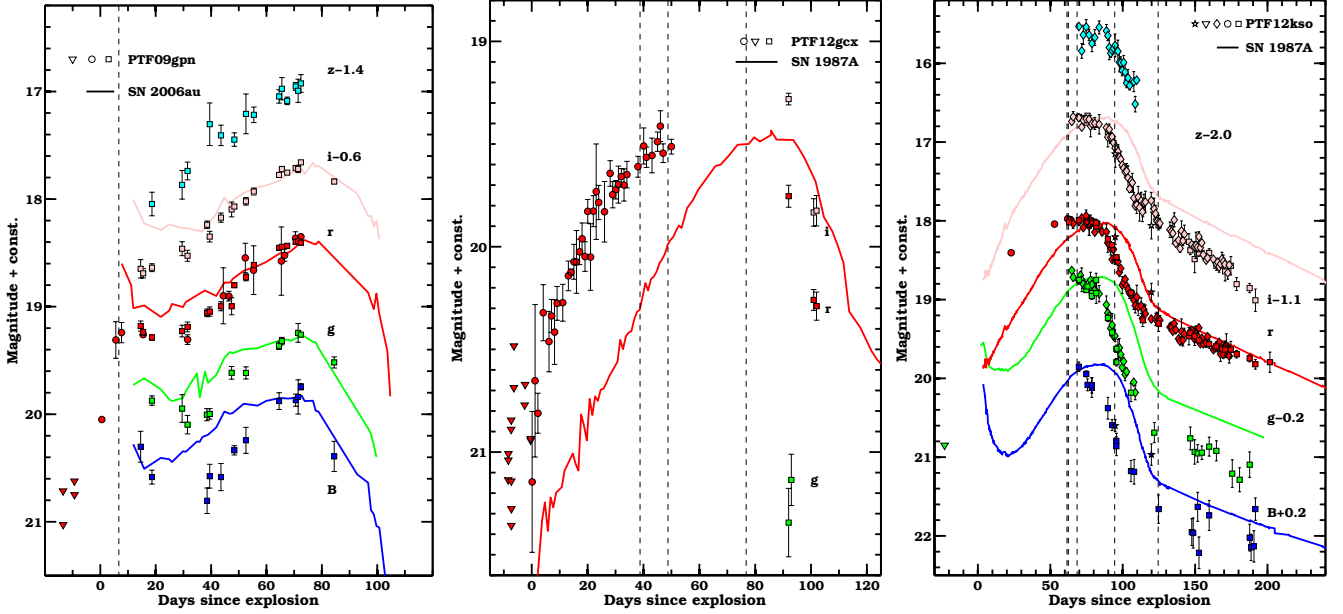 PTF09gpn
SN 2006au
z−1.4
i−0.6
r
g
B
17
18
19
20
21
0 20 40 60 80 100
Magnitude + const.
Days since explosion
PTF12gcx
SN 1987A
i
r
g
19
20
21
0 20 40 60 80 100 120
Magnitude + const.
Days since explosion
PTF12kso
SN 1987A
z−2.0
i−1.1
r
g−0.2
B+0.2
16
17
18
19
20
21
22
0 50 100 150 200
Magnitude + const.
Days since explosion